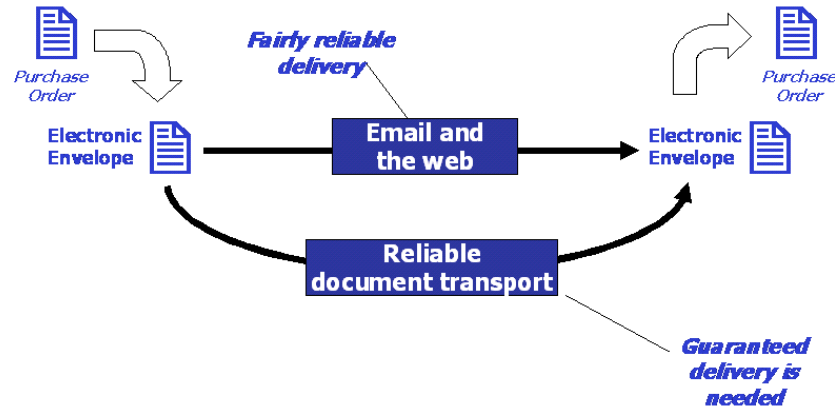 Fairly reliable
delivery
Purchase
Order
Purchase
Order
Electronic
Envelope
Email and
the web
Electronic
Envelope
Reliable
document transport
Guaranteed
delivery is
needed